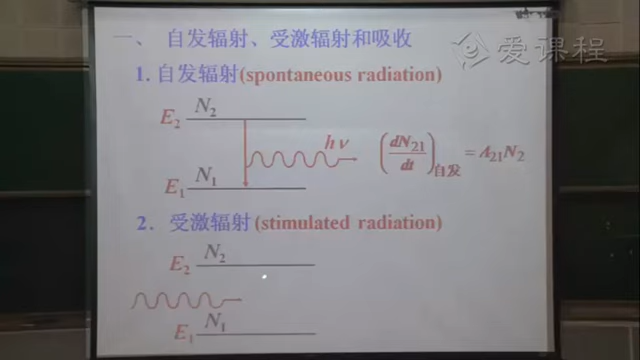 一、自发辐射、受激辐射和吸收
爱课程
1. 自发辐射(spontaneous radiation)
E₂ N₂
hν
(dN₂₁/dt)自发 = A₂₁N₂
E₁ N₁
2. 受激辐射(stimulated radiation)
E₂ N₂
E₁ N₁